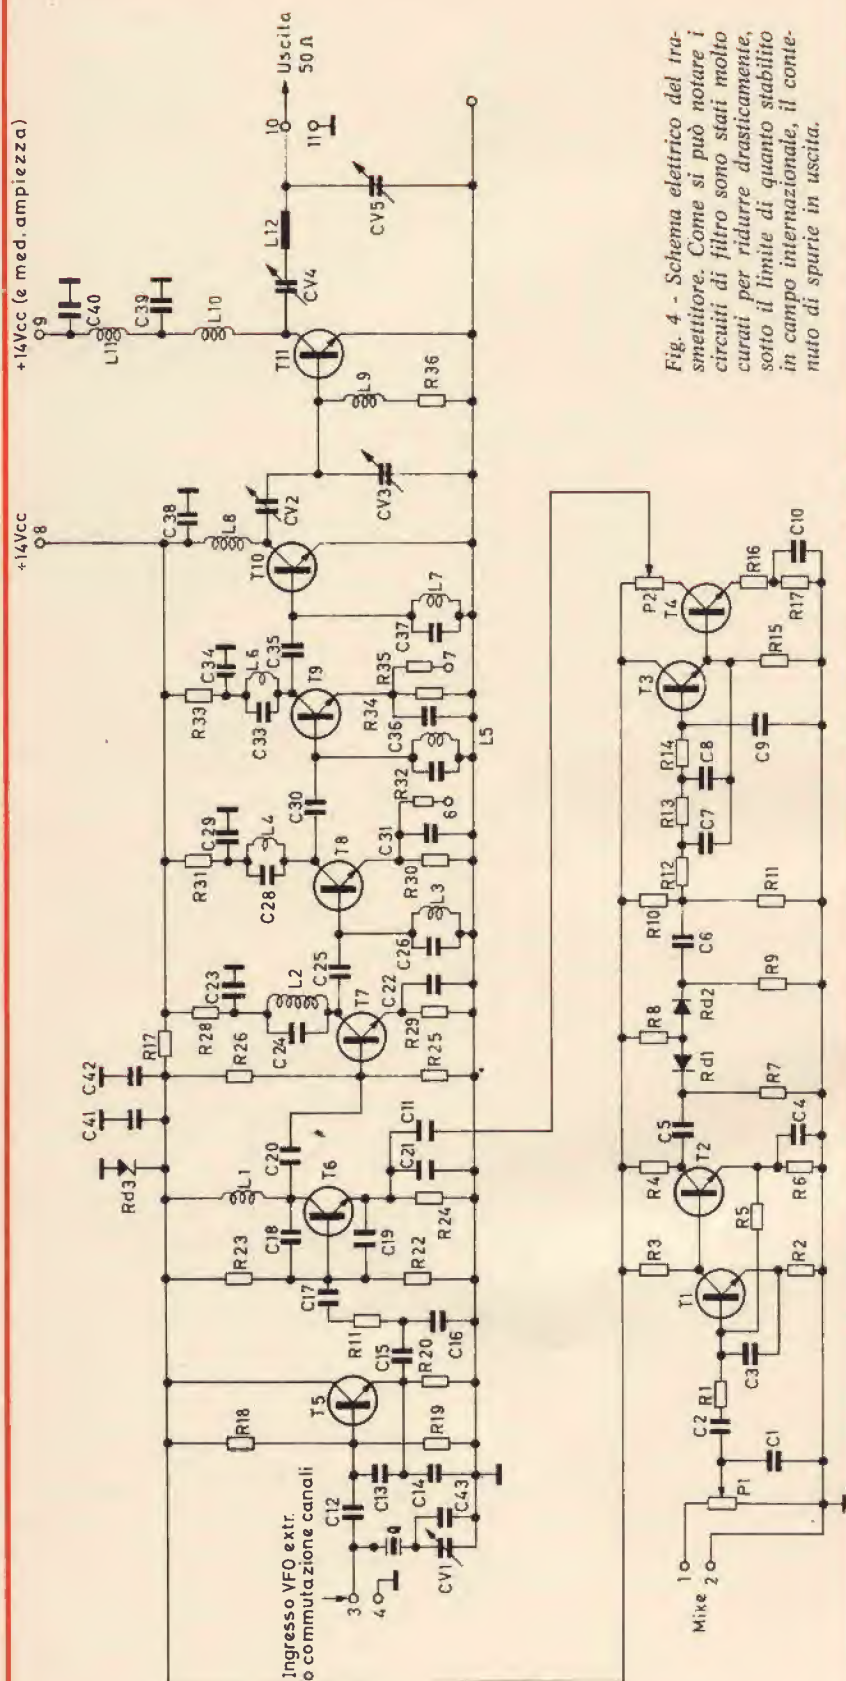 +14Vcc (e med. ampiezza)
9
C40
L11
C39
L10
+14Vcc
8
C38
L8
CV2
T10
T11
CV4
L12
10
Uscita
50 Ω
11
CV5
L9
R36
CV3
C42
C41
Rd3
R17
R33
C34
L6
C33
C35
T9
L7
C37
R35
7
R34
C36
L5
R32
R31
C29
L4
C28
C30
T8
6
C31
R30
L3
C26
R28
C23
L2
C24
C25
T7
C22
R29
R26
R25
C20
L1
C18
T6
C19
C21
C11
R24
R23
R22
C17
R11
C15
C16
R20
T5
R18
R19
Ingresso VFO extr.
o commutazione canali
3
4
C12
C13
C14
Q
C43
CV1
P2
T4
R16
C10
R17
T3
R15
R14
C8
C9
R13
C7
R12
R10
R11
C6
R8
Rd2
R9
Rd1
R7
C5
C4
R4
T2
R6
R5
R3
T1
R2
C3
R1
C2
C1
P1
Mike
1
2
Fig. 4 - Schema elettrico del tra-
smettitore. Come si può notare i
circuiti di filtro sono stati molto
curati per ridurre drasticamente,
sotto il limite di quanto stabilito
in campo internazionale, il conte-
nuto di spurie in uscita.